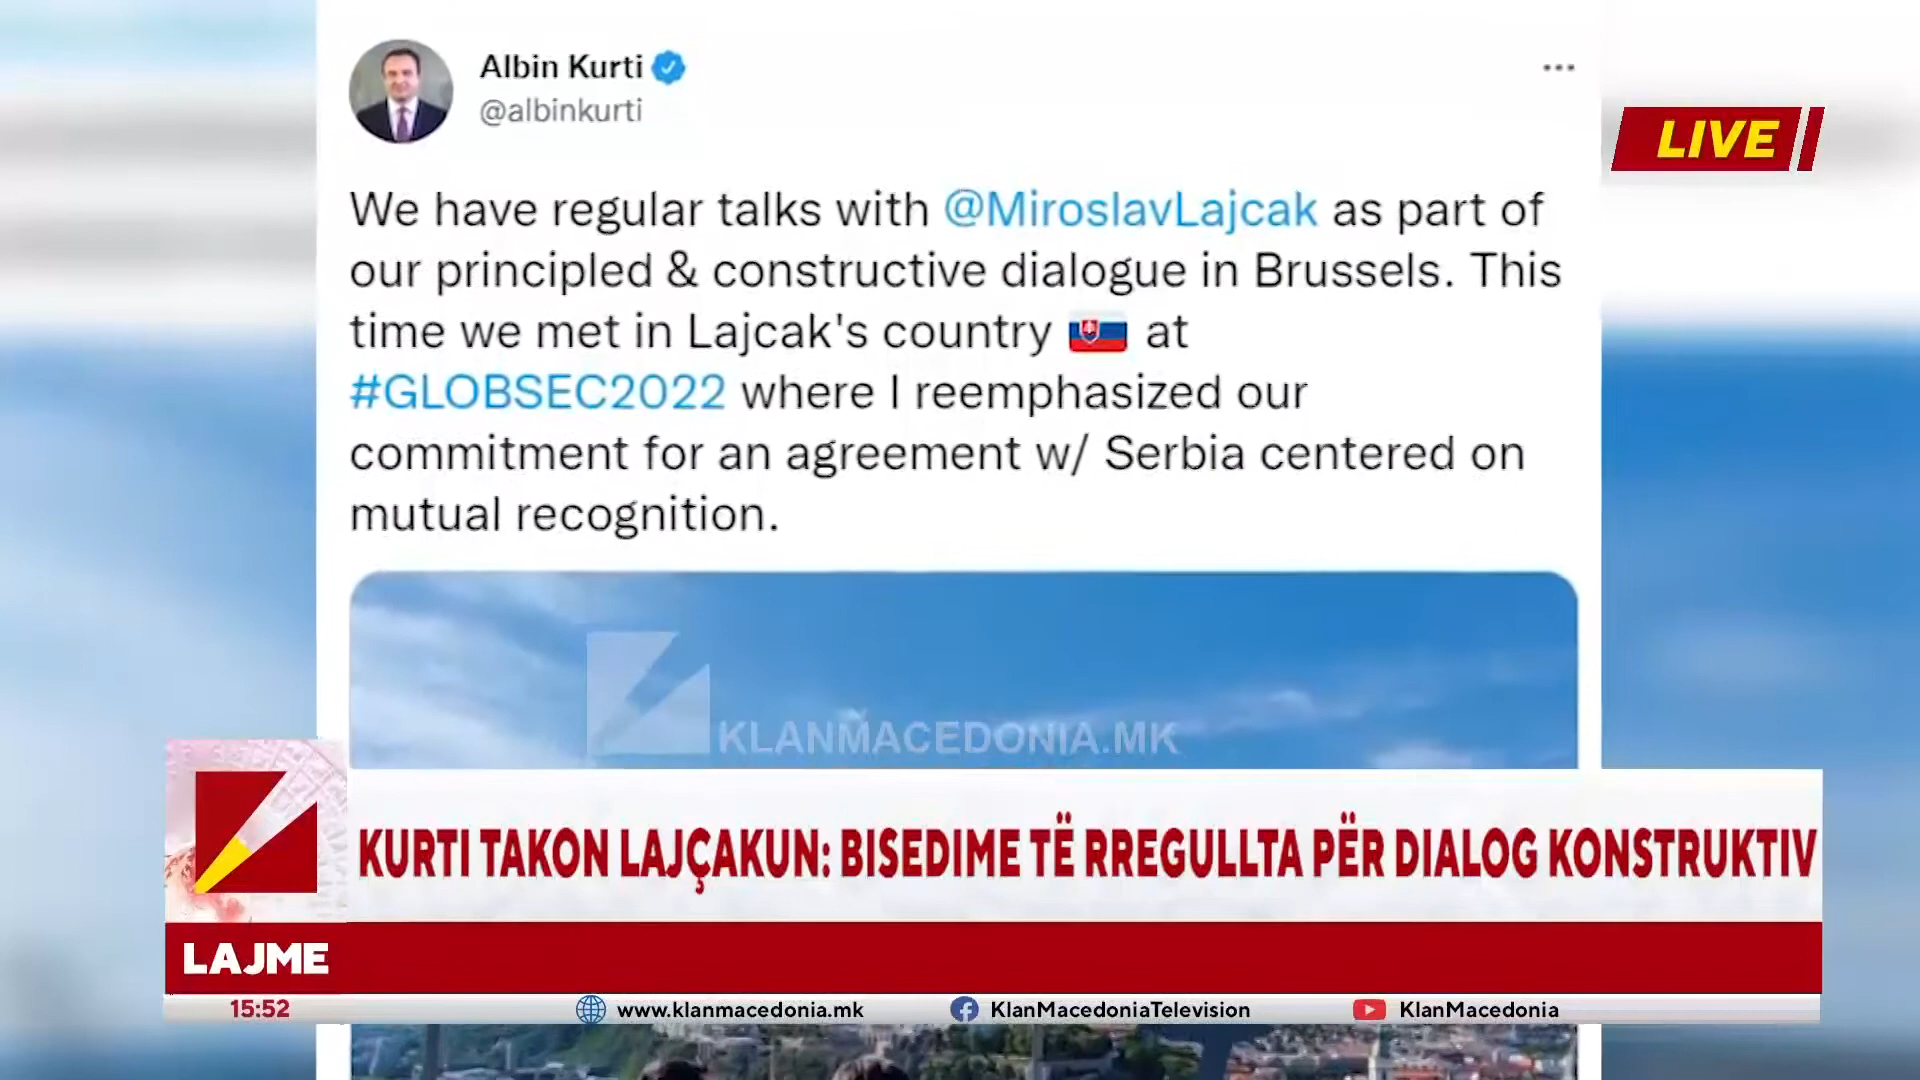 Albin Kurti
@albinkurti
LIVE
We have regular talks with @MiroslavLajcak as part of
our principled & constructive dialogue in Brussels. This
time we met in Lajcak's country at
#GLOBSEC2022 where I reemphasized our
commitment for an agreement w/ Serbia centered on
mutual recognition.
KLANMACEDONIA.MK
KURTI TAKON LAJÇAKUN: BISEDIME TË RREGULLTA PËR DIALOG KONSTRUKTIV
LAJME
15:52 www.klanmacedonia.mk KlanMacedoniaTelevision KlanMacedonia